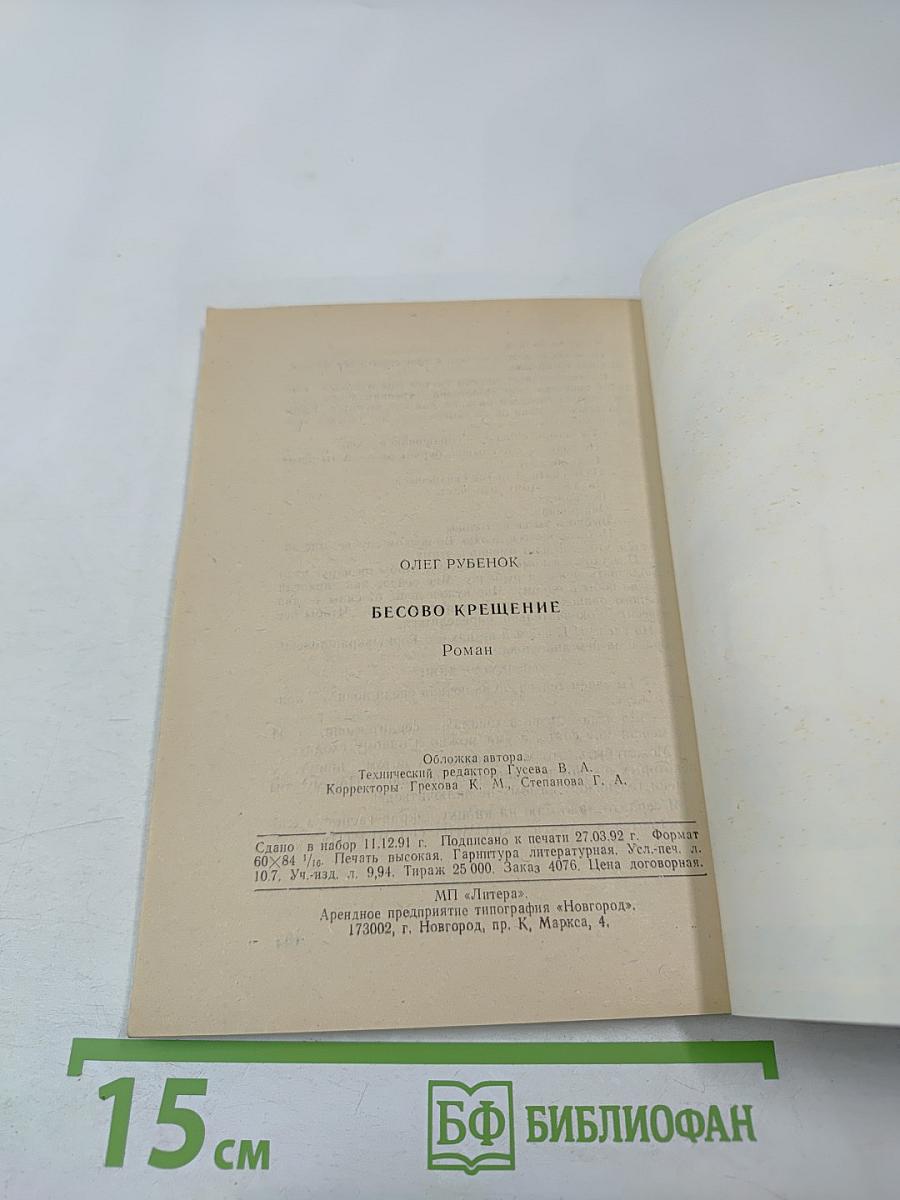 ОЛЕГ РУБЕНОК
БЕСОВО КРЕЩЕНИЕ
Роман
Обложка автора.
Технический редактор Гусева В. А.
Корректоры Грехова К. М., Степанова Г. А.
Сдано в набор 11.12.91 г. Подписано к печати 27.03.92 г. Формат
60×84 1/16. Печать высокая. Гарнитура литературная. Усл.-печ. л.
10.7. Уч.-изд. л. 9,94. Тираж 25 000. Заказ 4076. Цена договорная.
МП «Литера».
Арендное предприятие типография «Новгород».
173002, г. Новгород, пр. К, Маркса, 4.
15 см
БФ БИБЛИОФАН